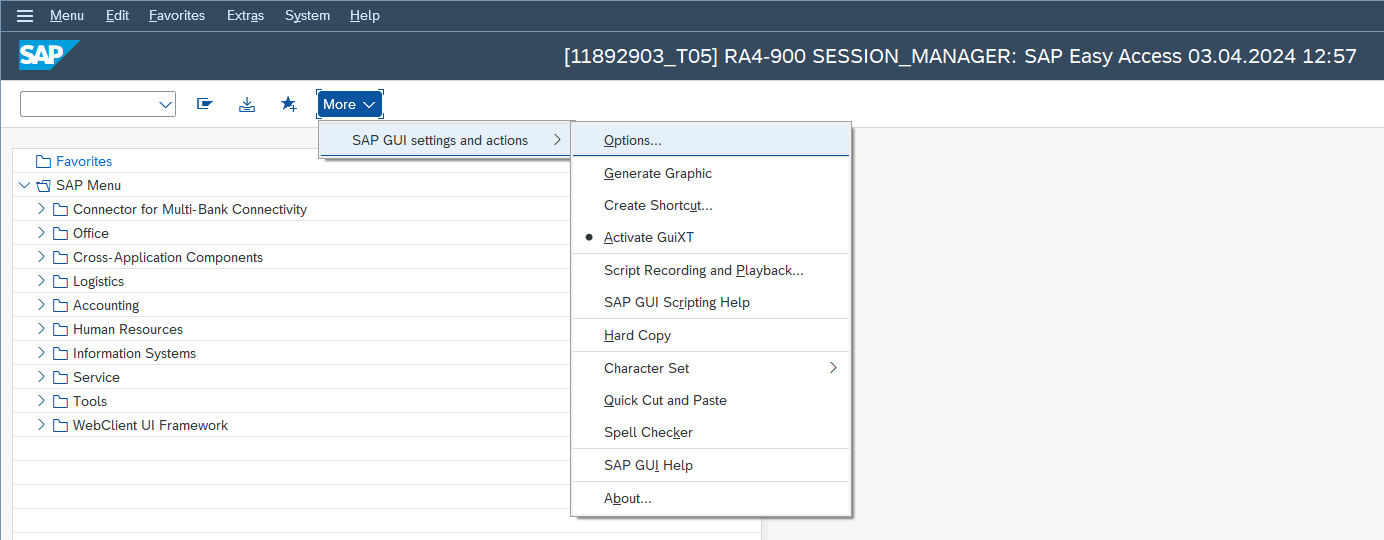 Menu Edit Favorites Extras System Help
SAP [11892903_T05] RA4-900 SESSION_MANAGER: SAP Easy Access 03.04.2024 12:57
More
SAP GUI settings and actions
Options...
Generate Graphic
Create Shortcut...
Activate GuiXT
Script Recording and Playback...
SAP GUI Scripting Help
Hard Copy
Character Set
Quick Cut and Paste
Spell Checker
SAP GUI Help
About...
Favorites
SAP Menu
Connector for Multi-Bank Connectivity
Office
Cross-Application Components
Logistics
Accounting
Human Resources
Information Systems
Service
Tools
WebClient UI Framework